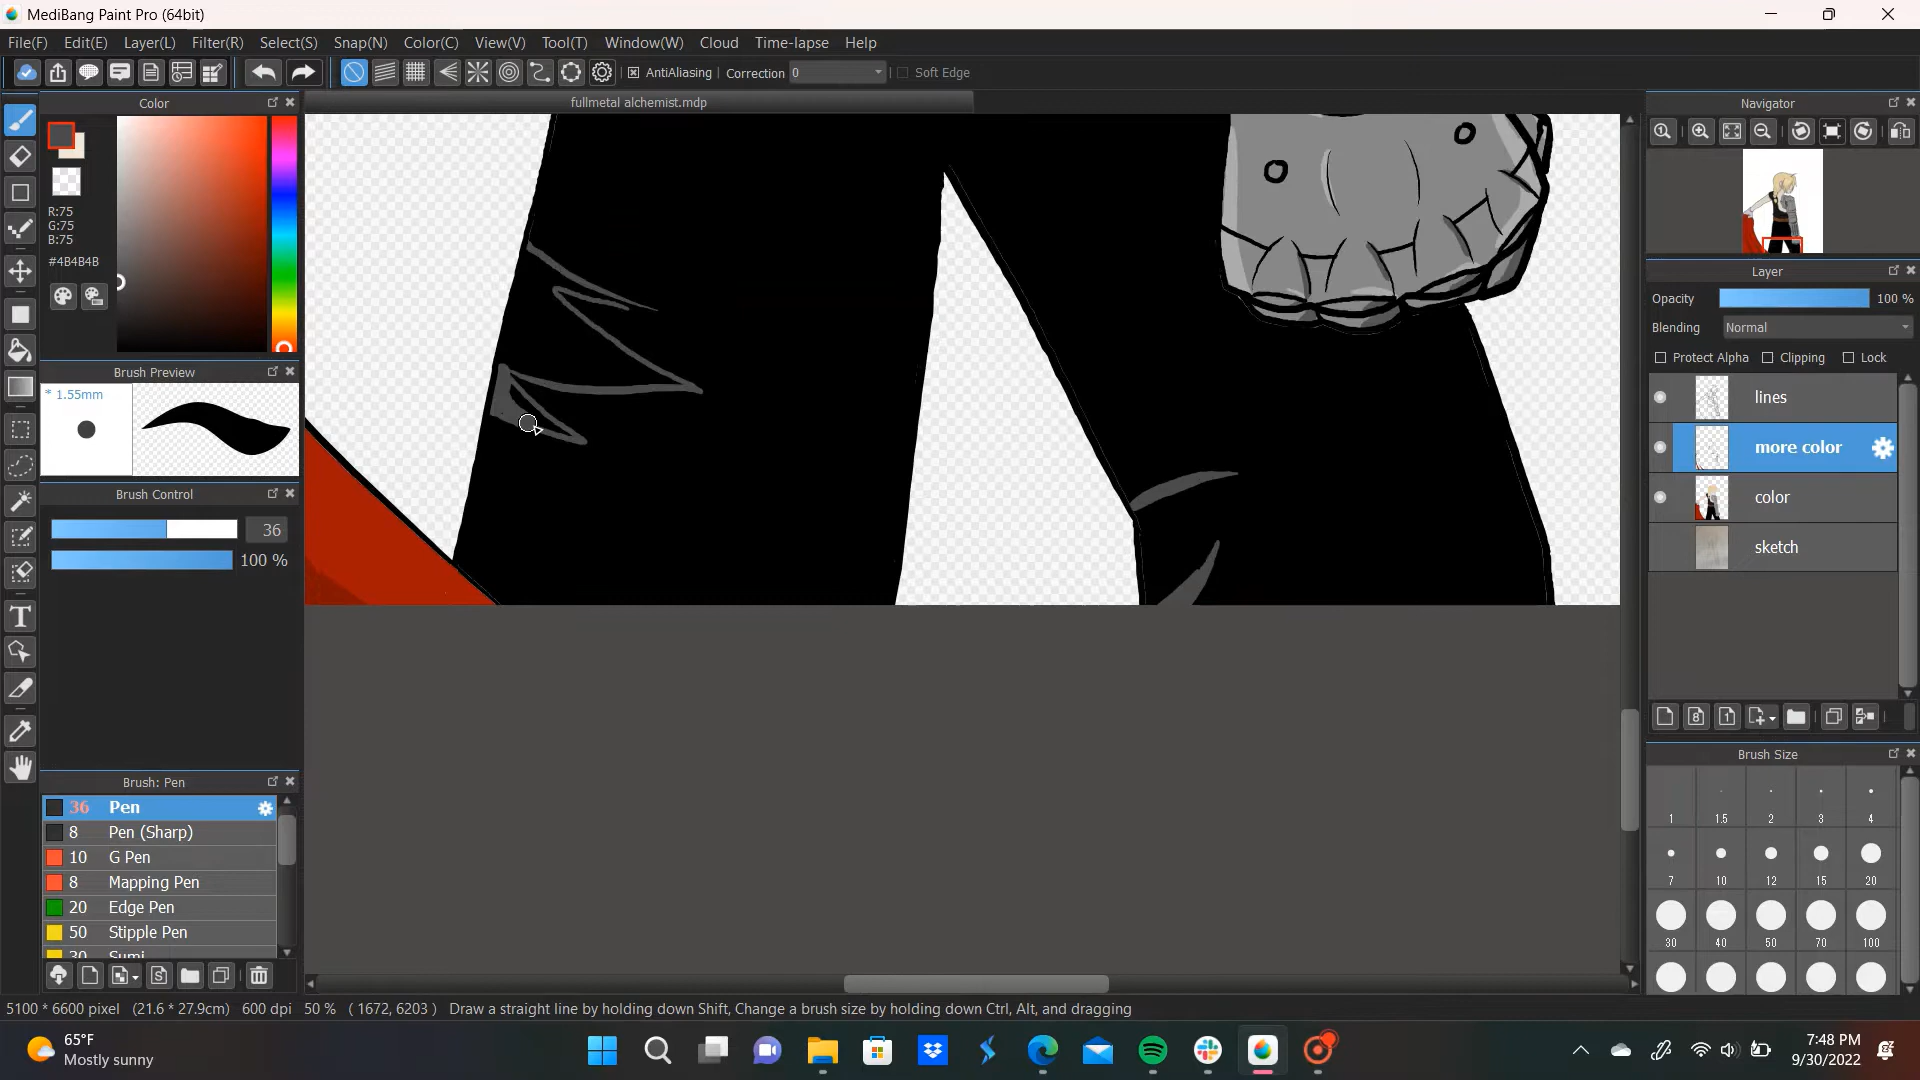 MediBang Paint Pro (64bit)
File(F) Edit(E) Layer(L) Filter(R) Select(S) Snap(N) Color(C) View(V) Tool(T) Window(W) Cloud Time-lapse Help
AntiAliasing Correction 0 Soft Edge
Color
fullmetal alchemist.mdp
Navigator
R:75
G:75
B:75
#4B4B4B
Brush Preview
* 1.55mm
Brush Control
36
100 %
Layer
Opacity 100 %
Blending Normal
Protect Alpha Clipping Lock
lines
more color
color
sketch
Brush: Pen
36 Pen
8 Pen (Sharp)
10 G Pen
8 Mapping Pen
20 Edge Pen
50 Stipple Pen
30 Sumi
Brush Size
1 1.5 2 3 4
7 10 12 15 20
30 40 50 70 100
5100 * 6600 pixel (21.6 * 27.9cm) 600 dpi 50 % ( 1672, 6203 ) Draw a straight line by holding down Shift, Change a brush size by holding down Ctrl, Alt, and dragging
65°F
Mostly sunny
7:48 PM
9/30/2022